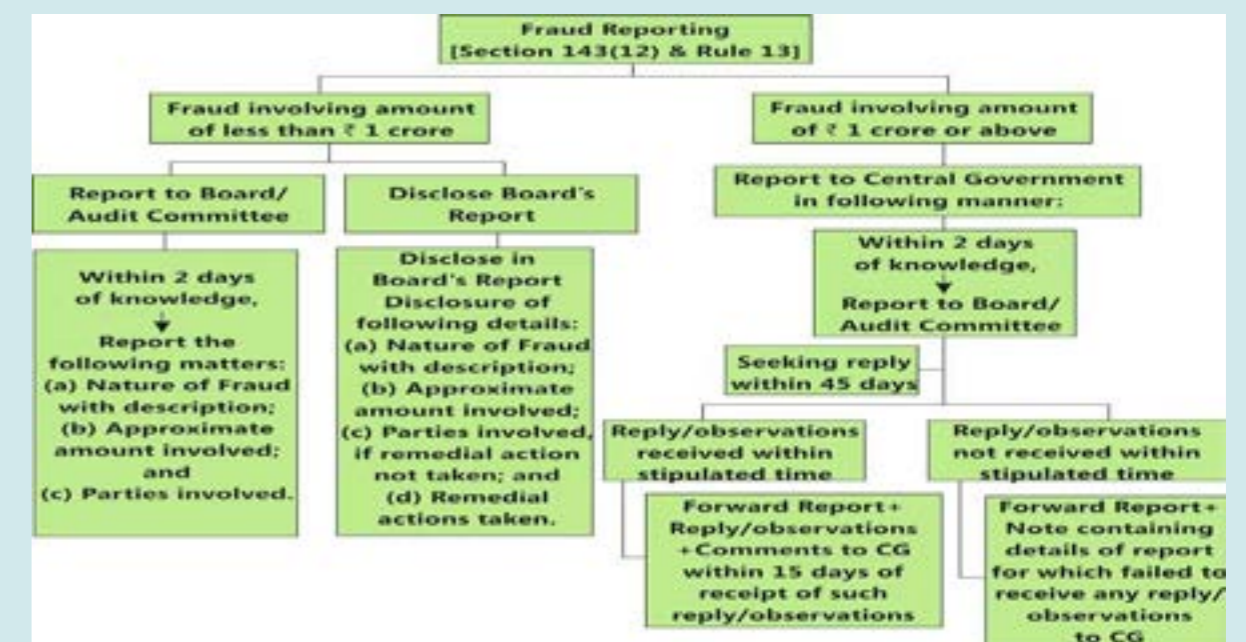 Fraud Reporting
[Section 143(12) & Rule 13]
Fraud involving amount
of less than ₹ 1 crore
Fraud involving amount
of ₹ 1 crore or above
Report to Board/
Audit Committee
Disclose Board's
Report
Report to Central Government
in following manner:
Within 2 days
of knowledge,
Report the
following matters:
(a) Nature of Fraud
with description;
(b) Approximate
amount involved;
and
(c) Parties involved.
Disclose in
Board's Report
Disclosure of
following details:
(a) Nature of Fraud
with description;
(b) Approximate
amount involved;
(c) Parties involved,
if remedial action
not taken; and
(d) Remedial
actions taken.
Within 2 days
of knowledge,
Report to Board/
Audit Committee
Seeking reply
within 45 days
Reply/observations
received within
stipulated time
Reply/observations
not received within
stipulated time
Forward Report+
Reply/observations
+Comments to CG
within 15 days of
receipt of such
reply/observations
Forward Report+
Note containing
details of report
for which failed to
receive any reply/
observations
to CG